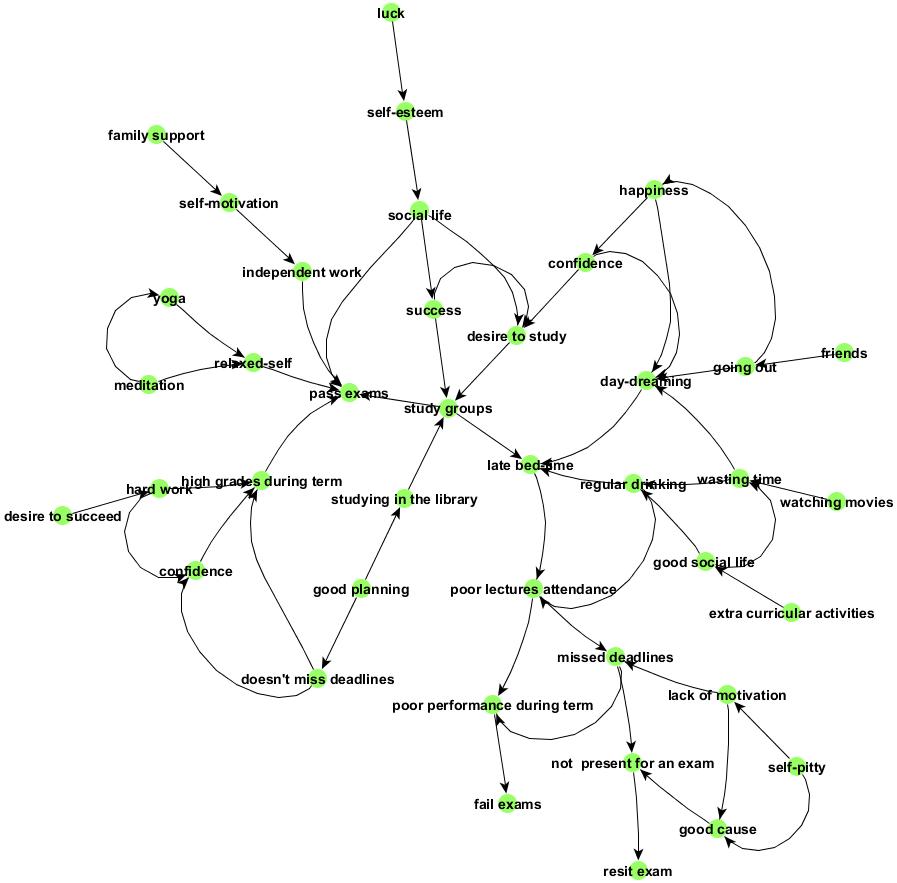 luck
self-esteem
family support
happiness
self-motivation
social life
confidence
independent work
yoga
success
desire to study
friends
relaxed-self
going out
meditation
day-dreaming
pass exams
study groups
late bed-time
high grades during term
regular drinking
wasting time
hard work
studying in the library
watching movies
desire to succeed
good social life
confidence
good planning
poor lectures attendance
extra curricular activities
missed deadlines
doesn't miss deadlines
lack of motivation
poor performance during term
not present for an exam
self-pitty
fail exams
good cause
resit exam